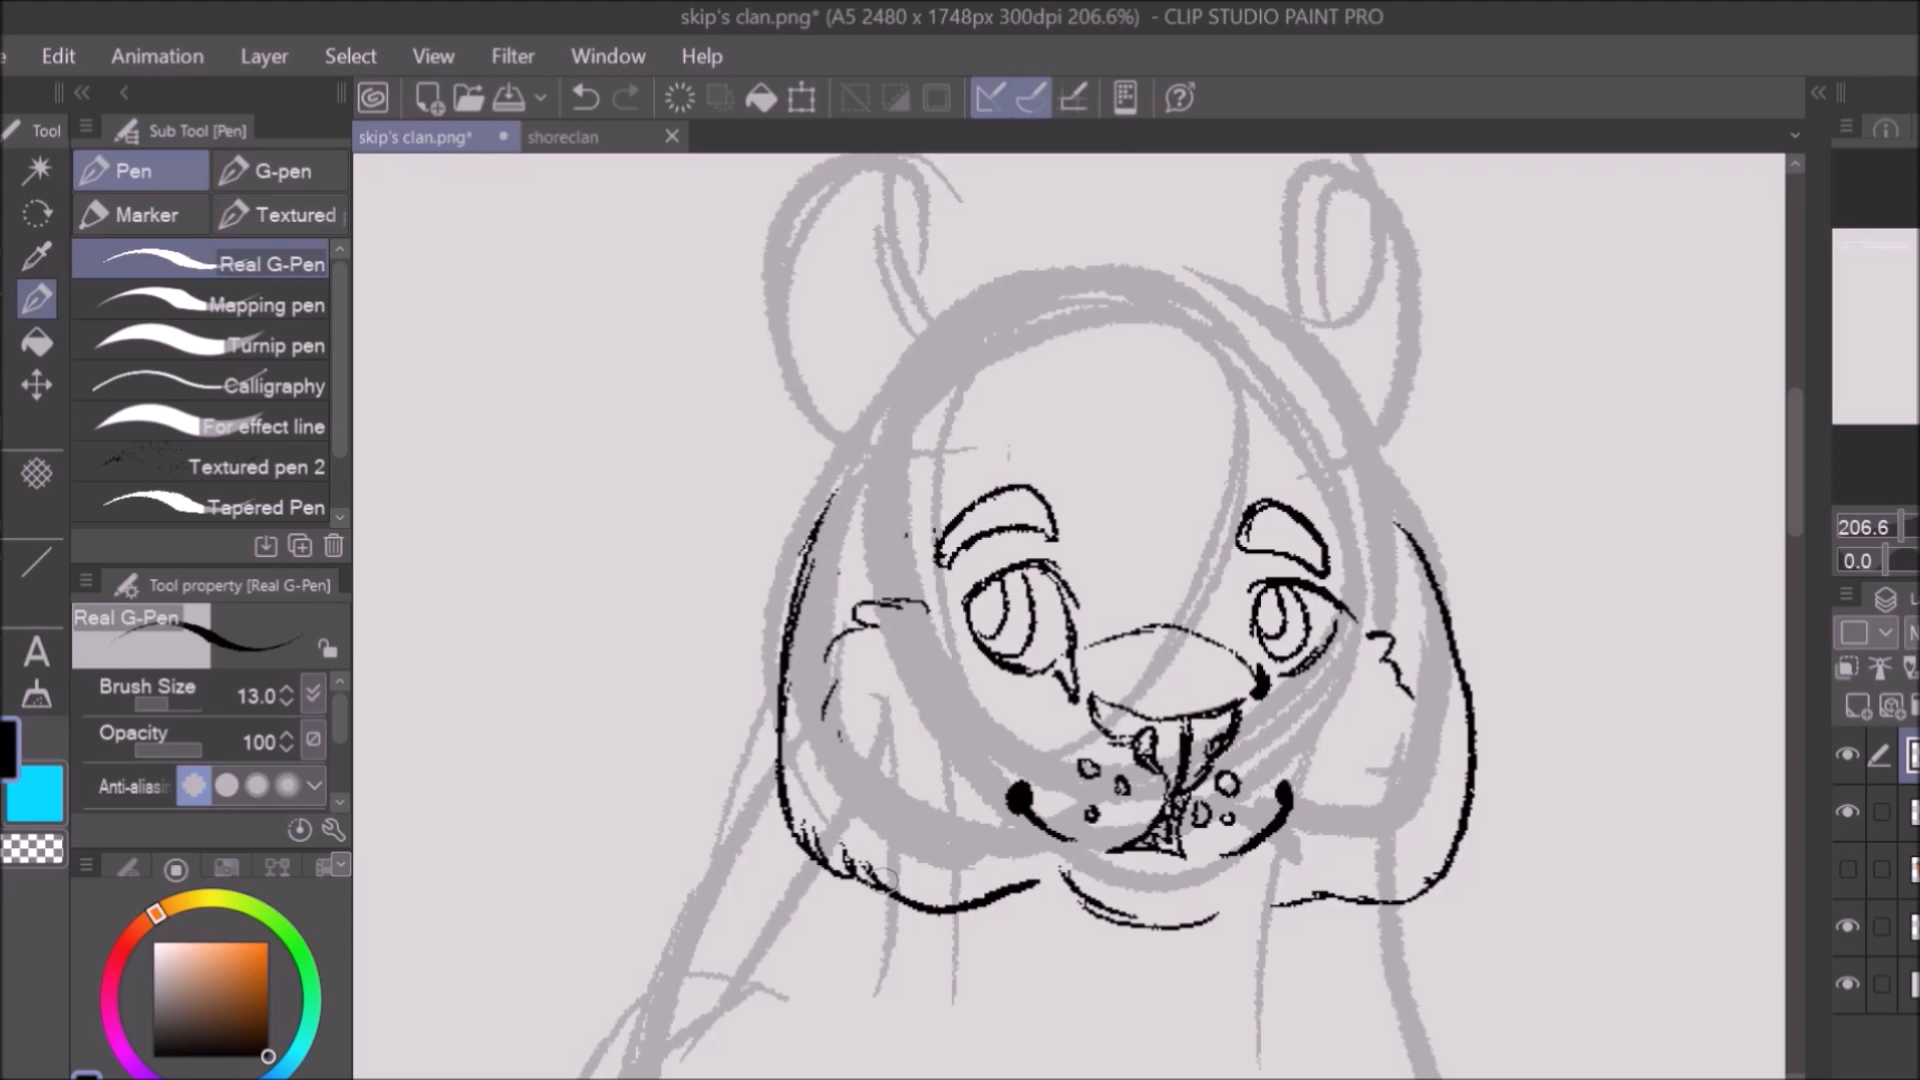 skip's clan.png* (A5 2480 x 1748px 300dpi 206.6%) - CLIP STUDIO PAINT PRO
Edit Animation Layer Select View Filter Window Help
Tool
Sub Tool [Pen]
skip's clan.png*
shoreclan
Pen
G-pen
Marker
Textured
Real G-Pen
Mapping pen
Turnip pen
Calligraphy
For effect line
Textured pen 2
Tapered Pen
Tool property [Real G-Pen]
Real G-Pen
Brush Size 13.0
Opacity 100
Anti-aliasi
206.6
0.0